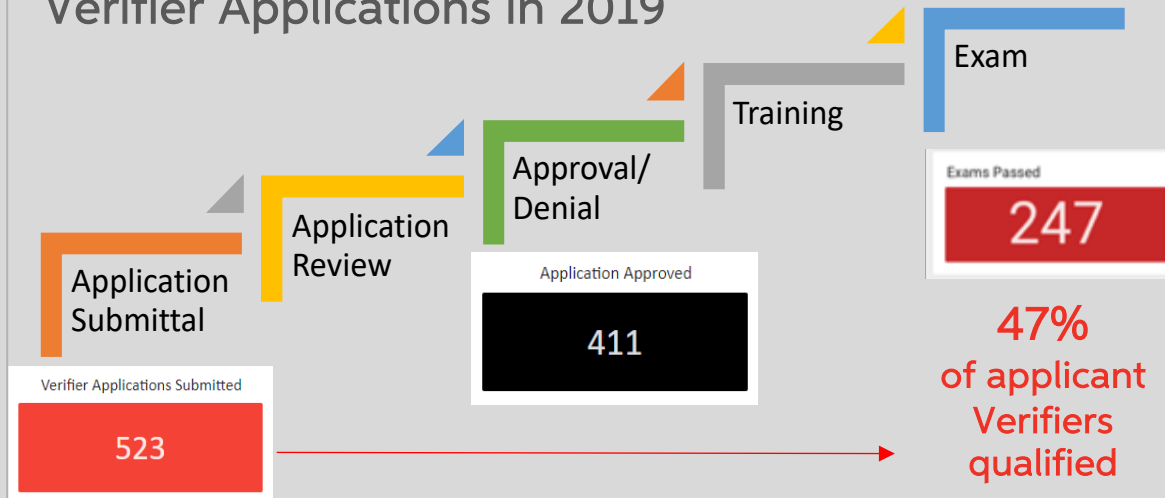 Verifier Applications in 2019
Exam
Training
Approval/
Denial
Application
Review
Application
Submittal
Exams Passed
247
Application Approved
411
Verifier Applications Submitted
523
47%
of applicant
Verifiers
qualified